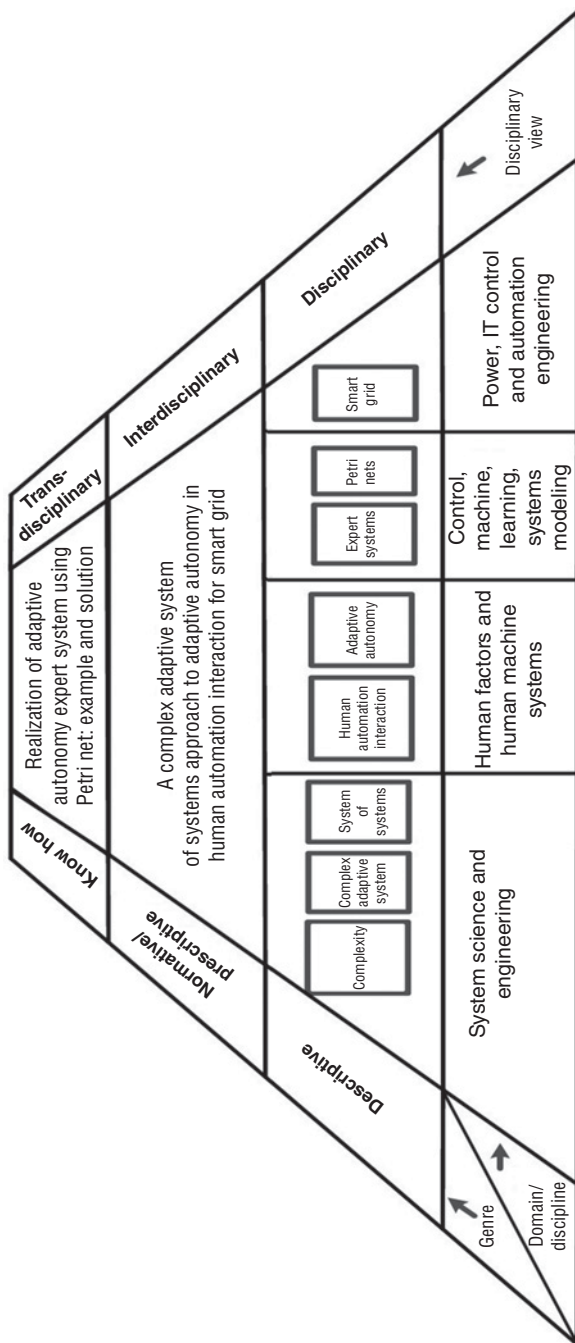 Trans-
disciplinary
Realization of adaptive
autonomy expert system using
Petri net: example and solution
Know how
Interdisciplinary
A complex adaptive system
of systems approach to adaptive autonomy in
human automation interaction for smart grid
Normative/
prescriptive
Disciplinary
Descriptive
Complexity
Complex
adaptive
system
System
of
systems
Human
automation
interaction
Adaptive
autonomy
Expert
systems
Petri
nets
Smart
grid
Genre
Domain/
discipline
System science and
engineering
Human factors and
human machine
systems
Control,
machine,
learning,
systems
modeling
Power, IT control
and automation
engineering
Disciplinary
view